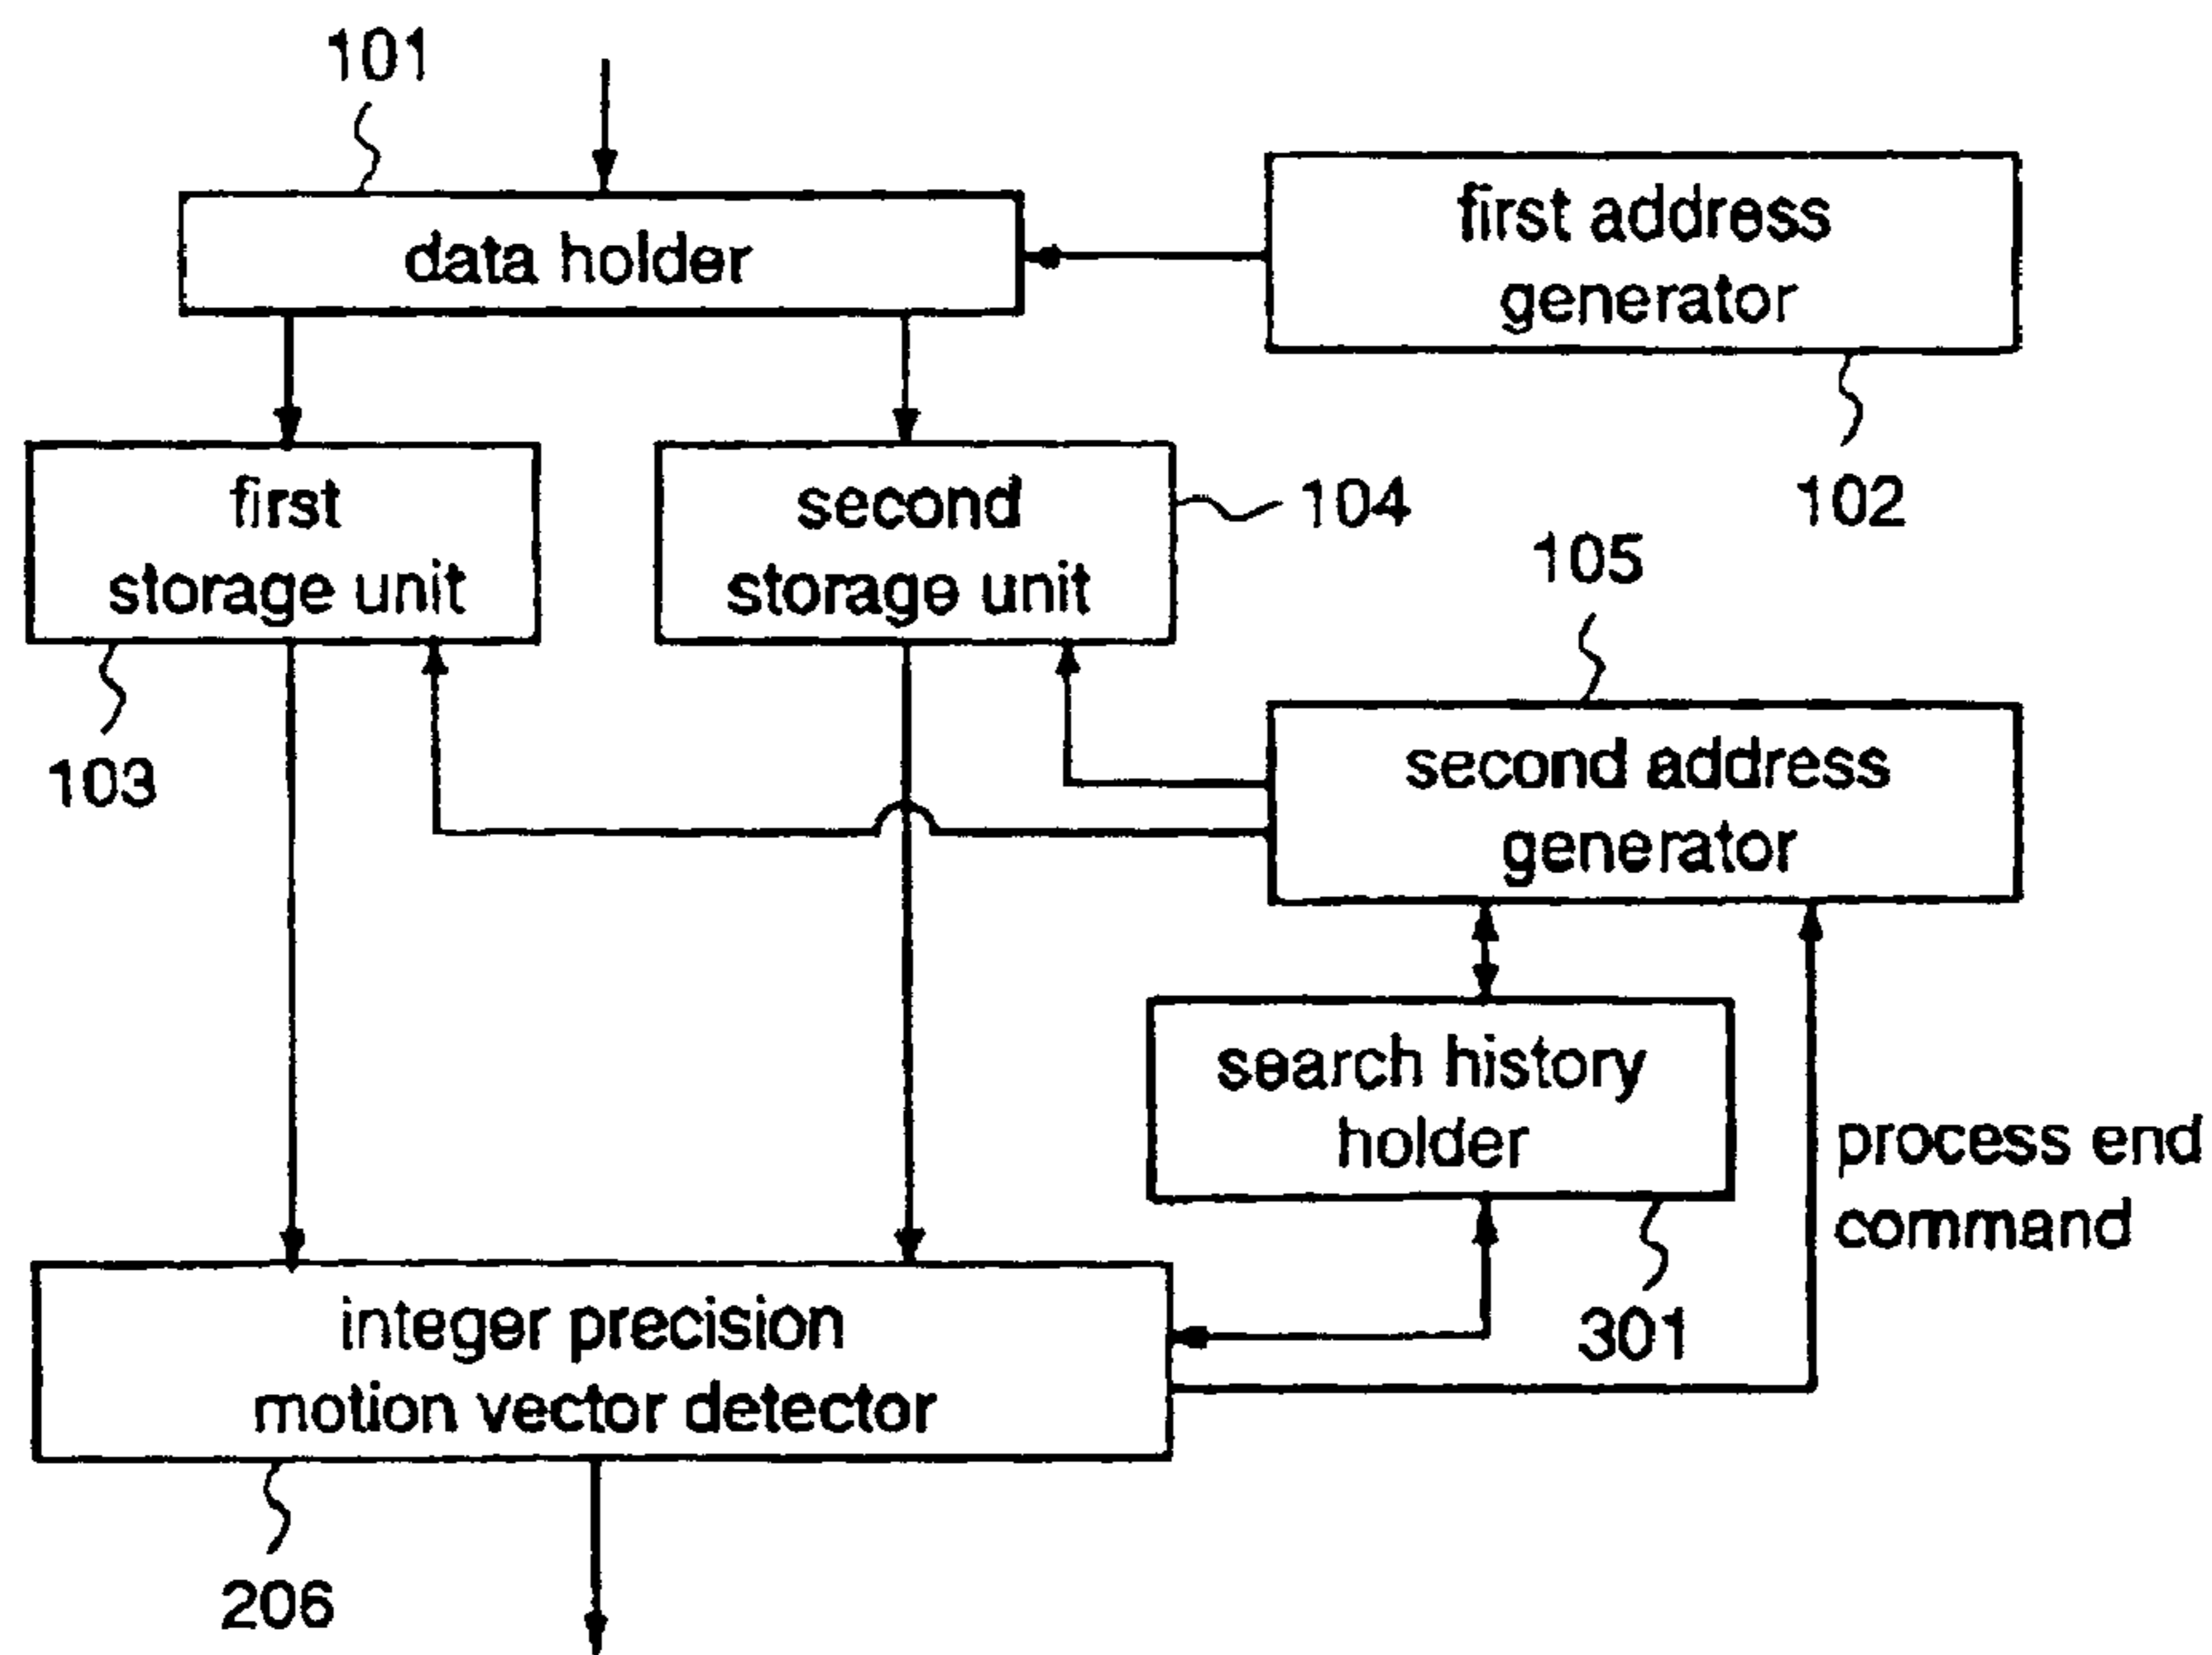 101
data holder
first address
generator
first
storage unit
second
storage unit
104
102
105
103
second address
generator
search history
holder
process end
command
integer precision
motion vector detector
301
206